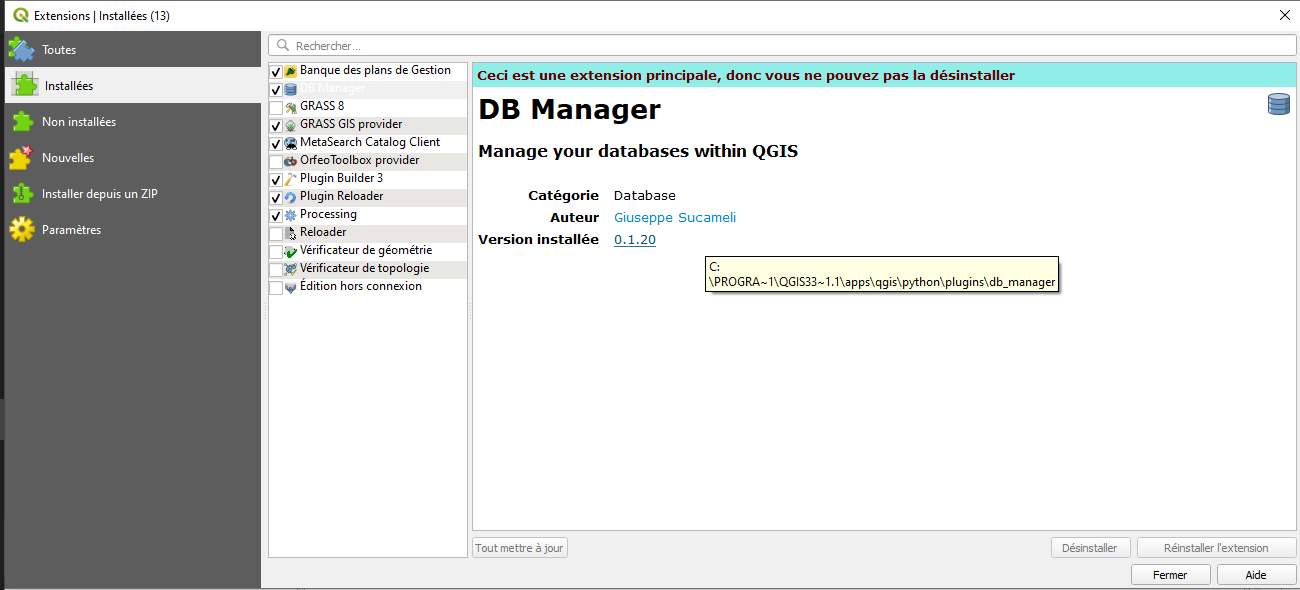 Extensions | Installées (13)
Toutes
Installées
Non installées
Nouvelles
Installer depuis un ZIP
Paramètres
Rechercher...
Banque des plans de Gestion
DB Manager
GRASS 8
GRASS GIS provider
MetaSearch Catalog Client
OrfeoToolbox provider
Plugin Builder 3
Plugin Reloader
Processing
Reloader
Vérificateur de géométrie
Vérificateur de topologie
Édition hors connexion
Ceci est une extension principale, donc vous ne pouvez pas la désinstaller
DB Manager
Manage your databases within QGIS
Catégorie Database
Auteur Giuseppe Sucameli
Version installée 0.1.20
C:
\PROGRA~1\QGIS33~1.1\apps\qgis\python\plugins\db_manager
Tout mettre à jour
Désinstaller
Réinstaller l'extension
Fermer
Aide